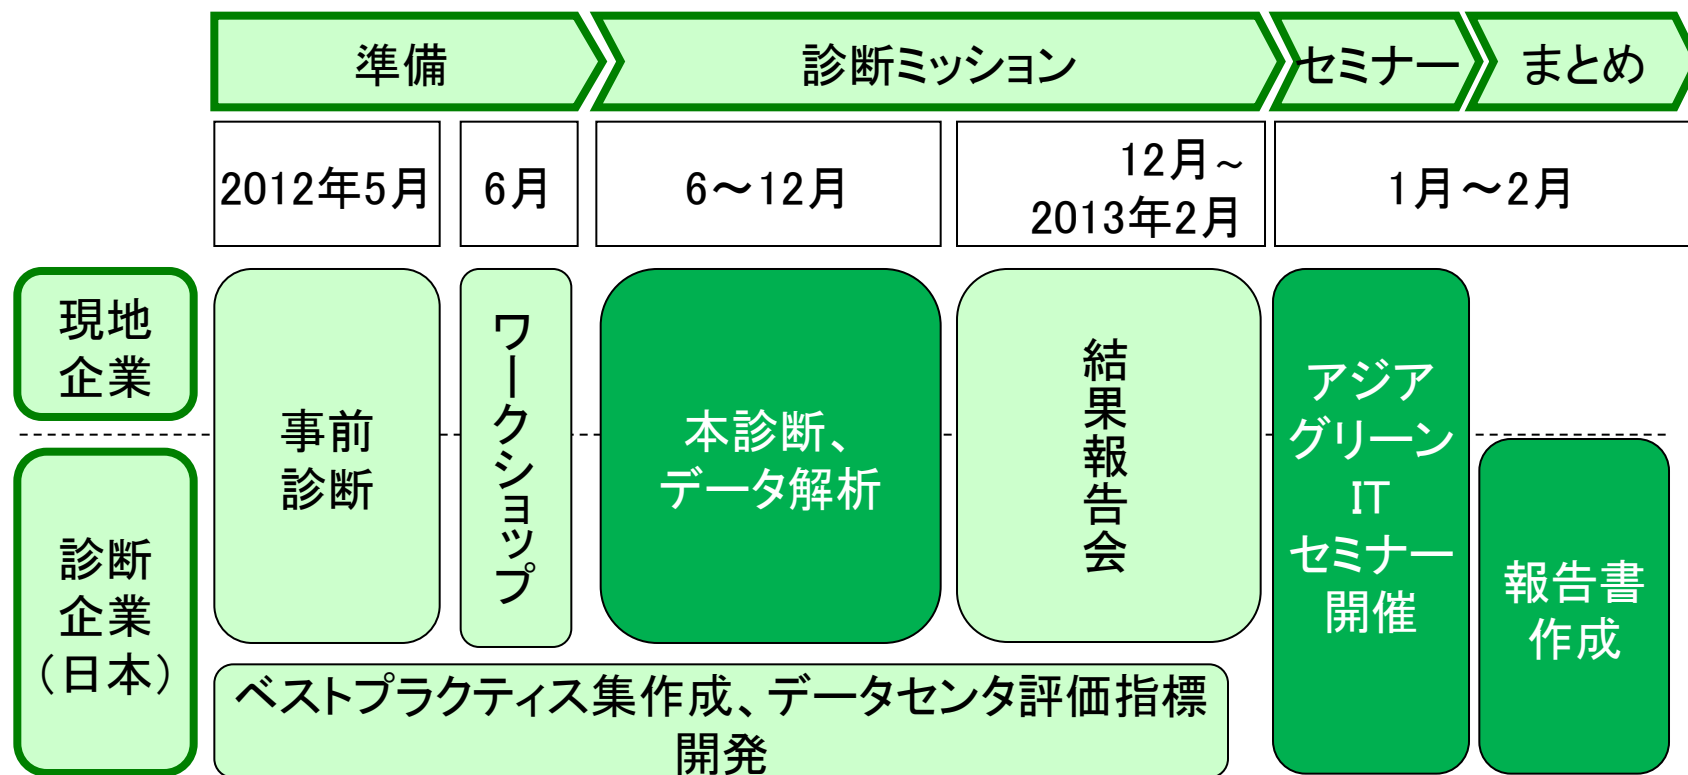 準備
診断ミッション
セミナー
まとめ
2012年5月
6月
6～12月
12月～
2013年2月
1月～2月
現地
企業
診断
企業
（日本）
事前
診断
ワークショップ
本診断、
データ解析
結果報告会
アジア
グリーン
IT
セミナー
開催
報告書
作成
ベストプラクティス集作成、データセンタ評価指標
開発